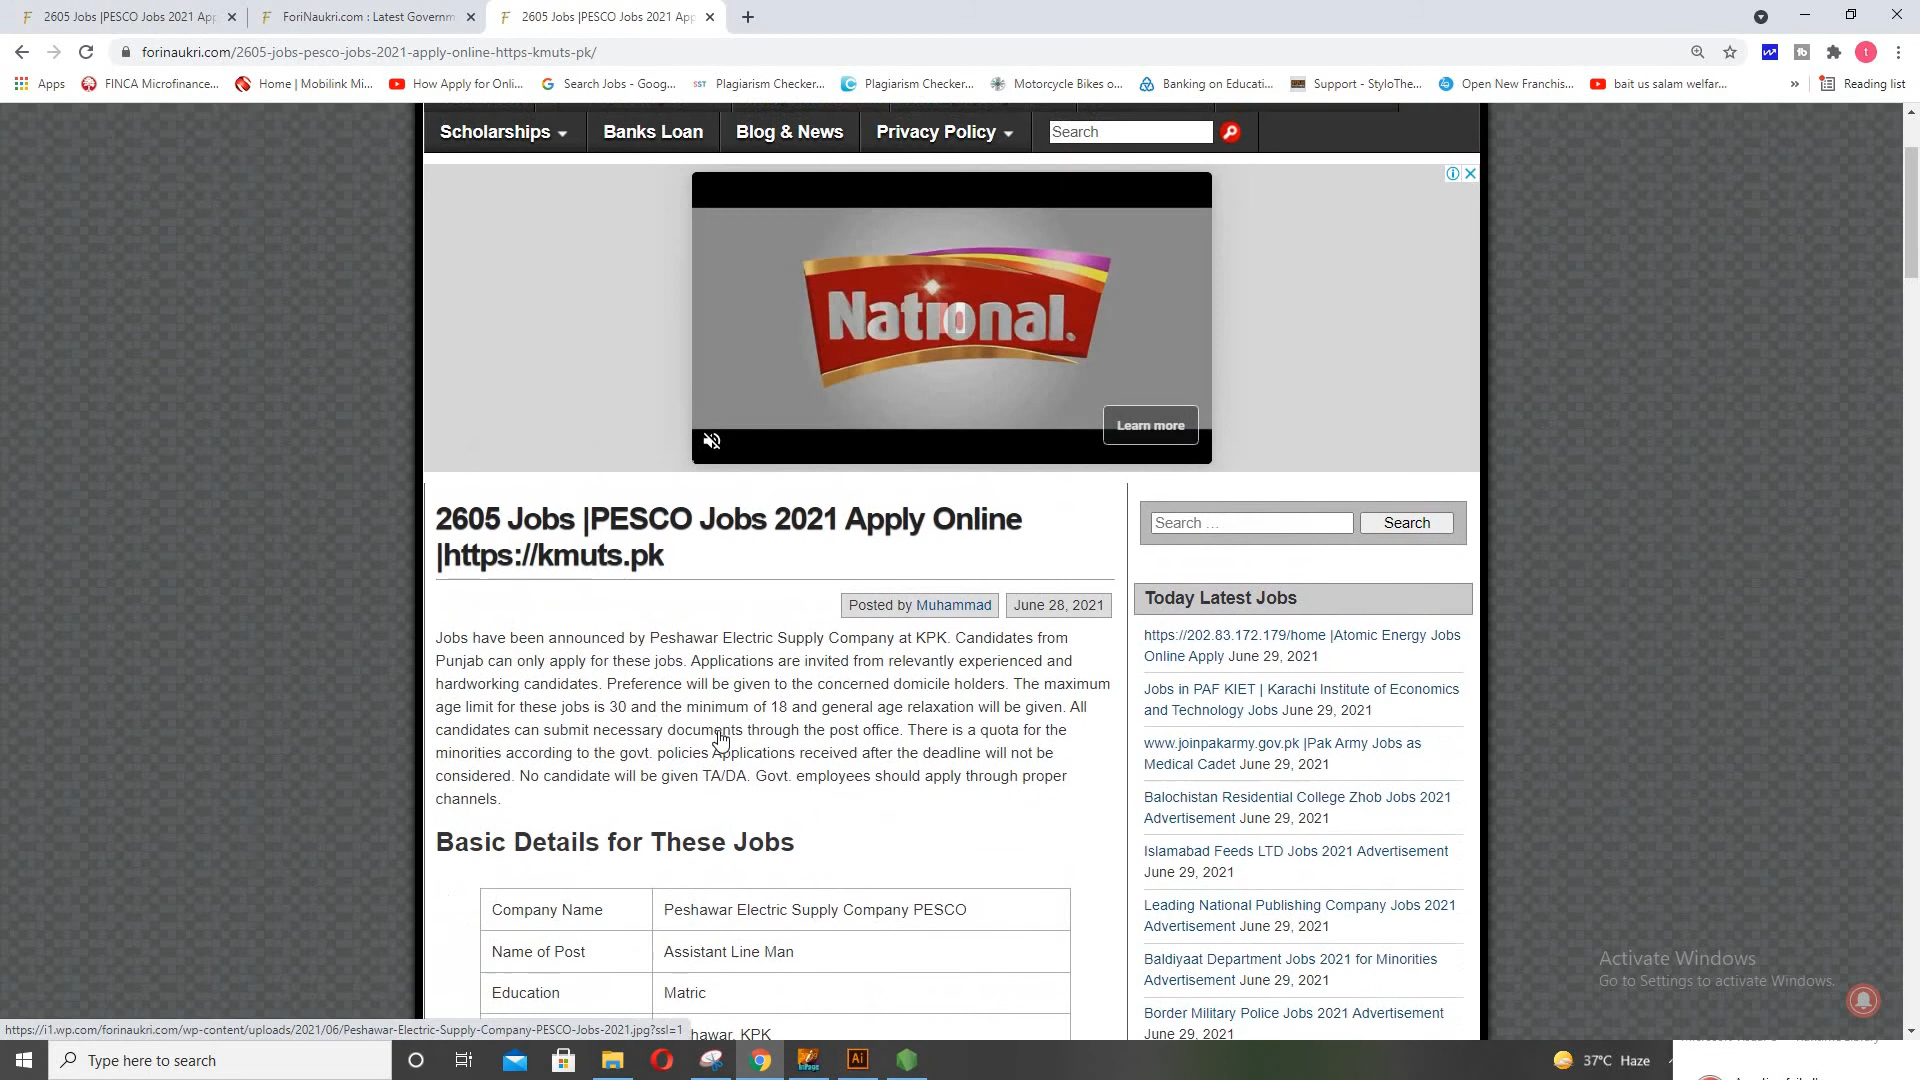 2605 Jobs |PESCO Jobs 2021 Ap
ForiNaukri.com : Latest Governm
2605 Jobs |PESCO Jobs 2021 App
forinaukri.com/2605-jobs-pesco-jobs-2021-apply-online-https-kmuts-pk/
Apps
FINCA Microfinance...
Home | Mobilink Mi...
How Apply for Onli...
Search Jobs - Goog...
SST Plagiarism Checker...
Plagiarism Checker...
Motorcycle Bikes o...
Banking on Educati...
Support - StyloThe...
Open New Franchis...
bait us salam welfar...
»
Reading list
Scholarships
Banks Loan
Blog & News
Privacy Policy
Search
National.
Learn more
2605 Jobs |PESCO Jobs 2021 Apply Online
|https://kmuts.pk
Posted by Muhammad
June 28, 2021
Jobs have been announced by Peshawar Electric Supply Company at KPK. Candidates from
Punjab can only apply for these jobs. Applications are invited from relevantly experienced and
hardworking candidates. Preference will be given to the concerned domicile holders. The maximum
age limit for these jobs is 30 and the minimum of 18 and general age relaxation will be given. All
candidates can submit necessary documents through the post office. There is a quota for the
minorities according to the govt. policies Applications received after the deadline will not be
considered. No candidate will be given TA/DA. Govt. employees should apply through proper
channels.
Basic Details for These Jobs
Company Name Peshawar Electric Supply Company PESCO
Name of Post Assistant Line Man
Education Matric
hawar, KPK
Search ...
Search
Today Latest Jobs
https://202.83.172.179/home |Atomic Energy Jobs
Online Apply June 29, 2021
Jobs in PAF KIET | Karachi Institute of Economics
and Technology Jobs June 29, 2021
www.joinpakarmy.gov.pk |Pak Army Jobs as
Medical Cadet June 29, 2021
Balochistan Residential College Zhob Jobs 2021
Advertisement June 29, 2021
Islamabad Feeds LTD Jobs 2021 Advertisement
June 29, 2021
Leading National Publishing Company Jobs 2021
Advertisement June 29, 2021
Baldiyaat Department Jobs 2021 for Minorities
Advertisement June 29, 2021
Border Military Police Jobs 2021 Advertisement
June 29, 2021
Activate Windows
Go to Settings to activate Windows.
https://i1.wp.com/forinaukri.com/wp-content/uploads/2021/06/Peshawar-Electric-Supply-Company-PESCO-Jobs-2021.jpg?ssl=1
Type here to search
InPage
Ai
37°C Haze